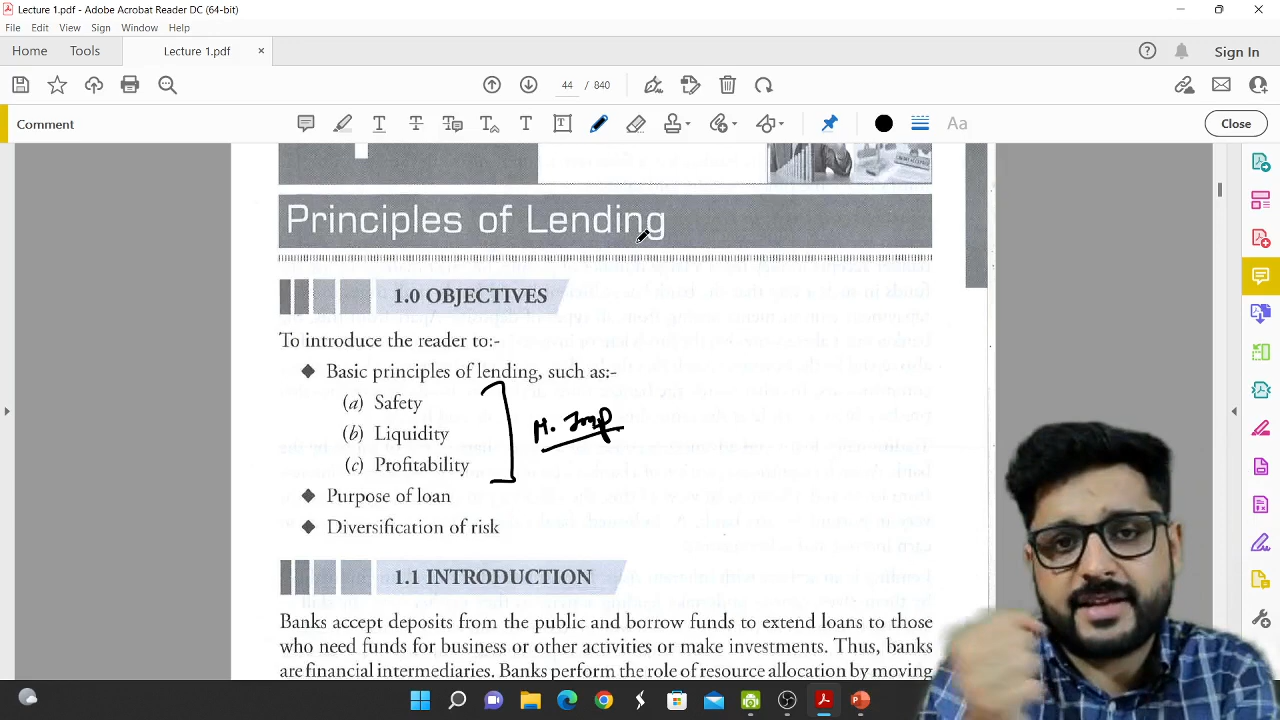 Lecture 1.pdf - Adobe Acrobat Reader DC (64-bit)
File Edit View Sign Window Help
Home Tools Lecture 1.pdf × Sign In
44 / 840
Comment Aa Close
Principles of Lending
1.0 OBJECTIVES
To introduce the reader to:-
◆ Basic principles of lending, such as:-
(a) Safety
(b) Liquidity
(c) Profitability
M. Imp
◆ Purpose of loan
◆ Diversification of risk
1.1 INTRODUCTION
Banks accept deposits from the public and borrow funds to extend loans to those
who need funds for business or other activities or make investments. Thus, banks
are financial intermediaries. Banks perform the role of resource allocation by moving